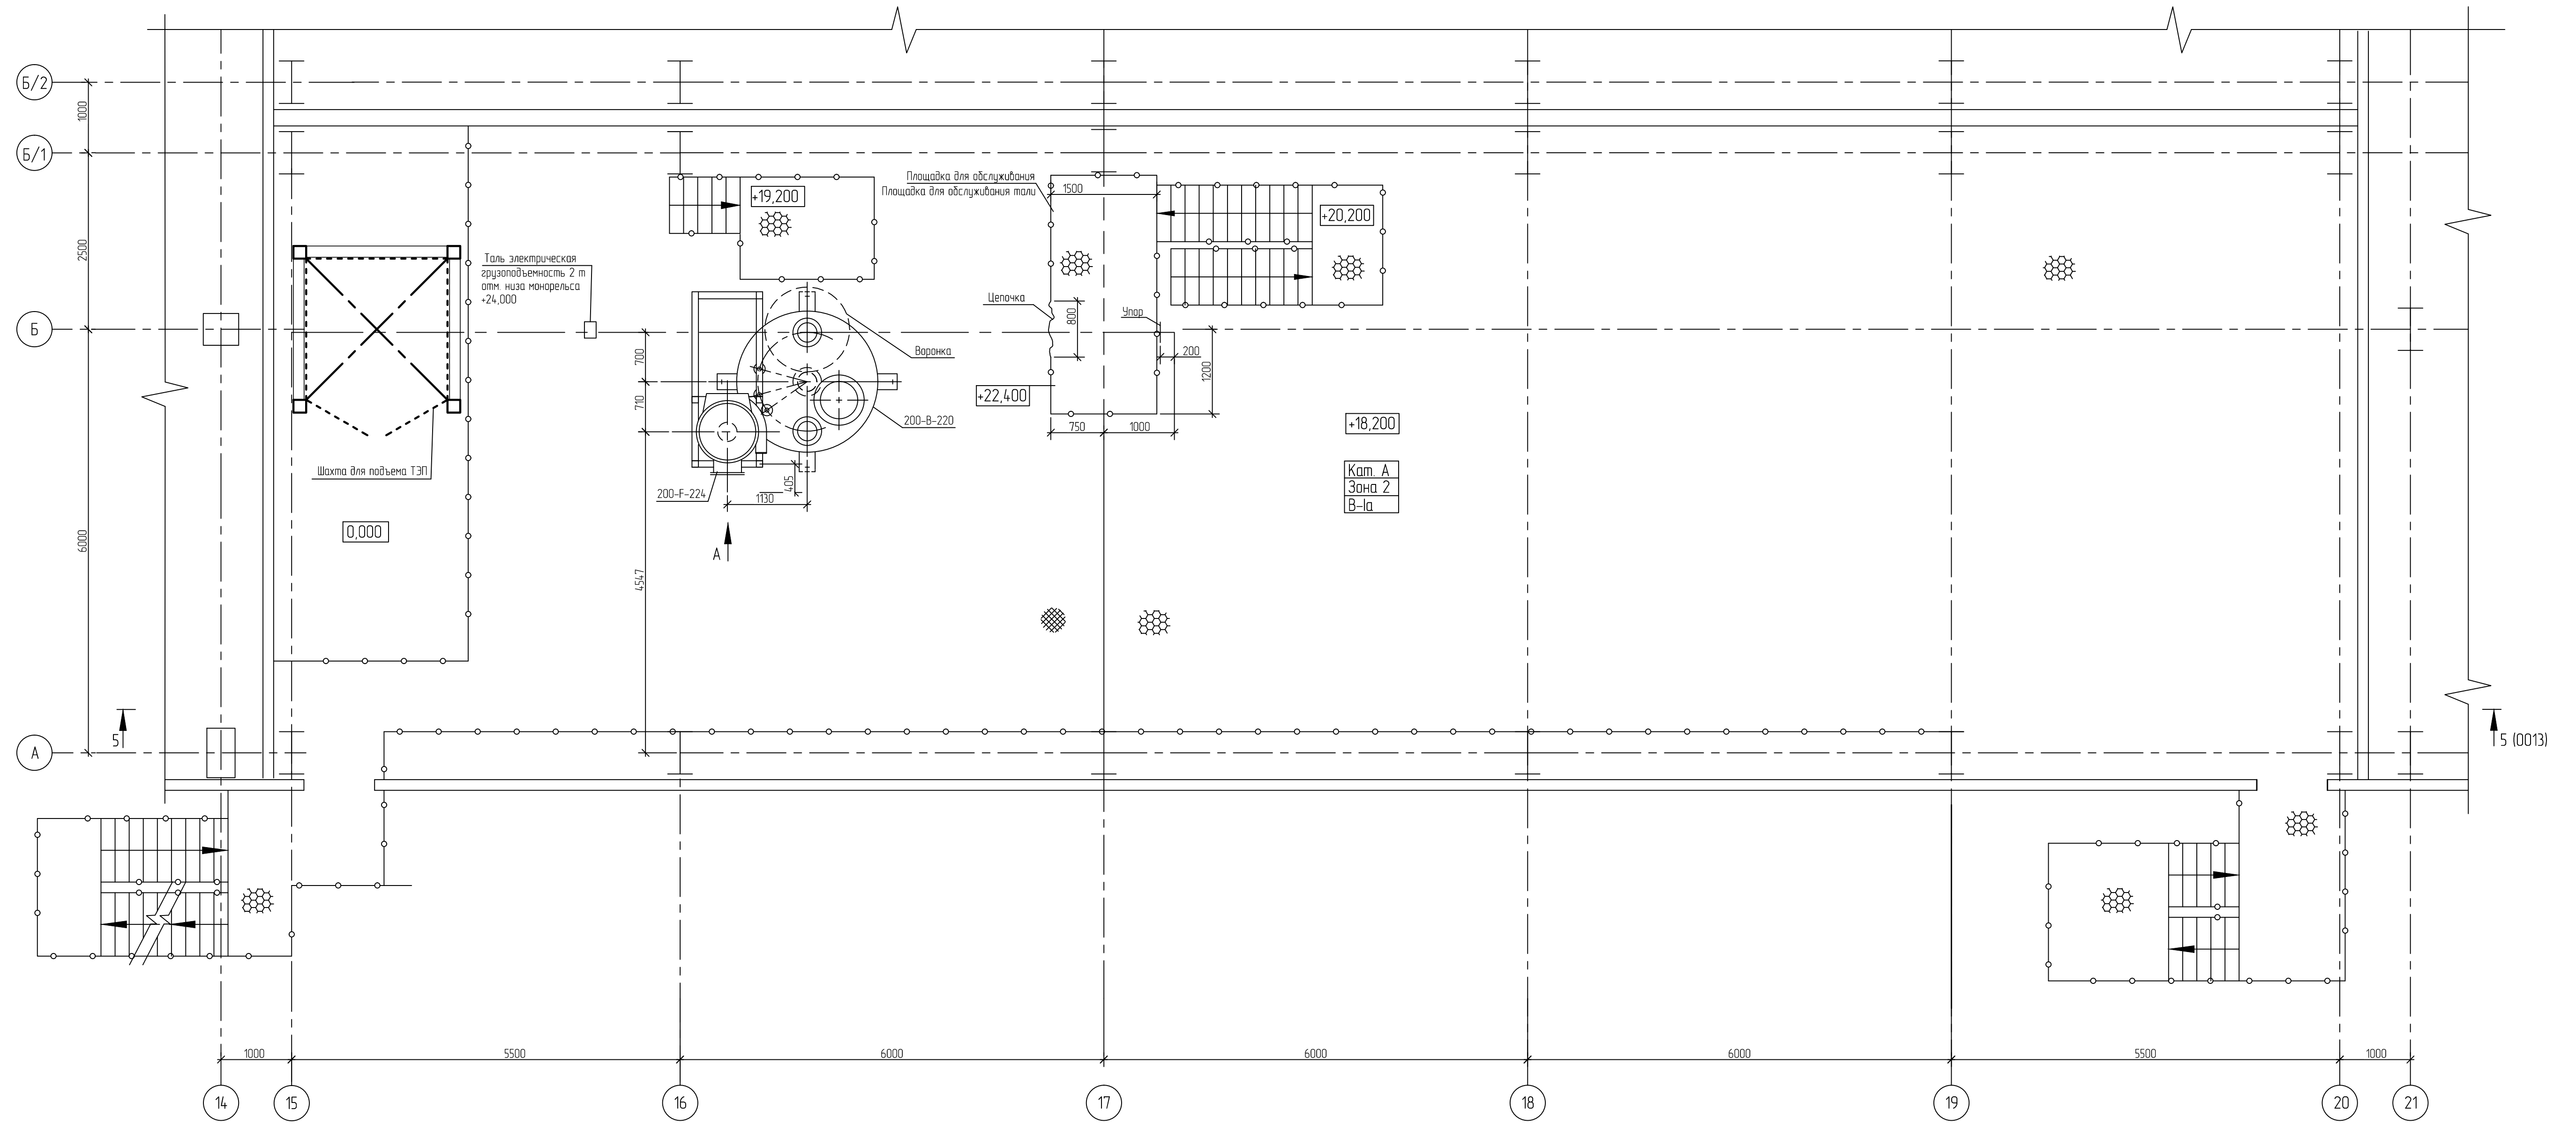 Б/2
1000
Б/1
+19,200
Площадка для обслуживания
Площадка для обслуживания тали
1500
+20,200
2500
Таль электрическая
грузоподъемность 2 т
отм. низа монорельса
+24,000
Цепочка
800
Упор
Б
700
Воронка
200
1200
710
+22,400
200-В-220
750
1000
+18,200
Шахта для подъема ТЭП
Кат. А
Зона 2
В-Iа
200-F-224
405
1130
0,000
6000
А
4547
5
5 (0013)
А
1000
5500
6000
6000
6000
5500
1000
14
15
16
17
18
19
20
21